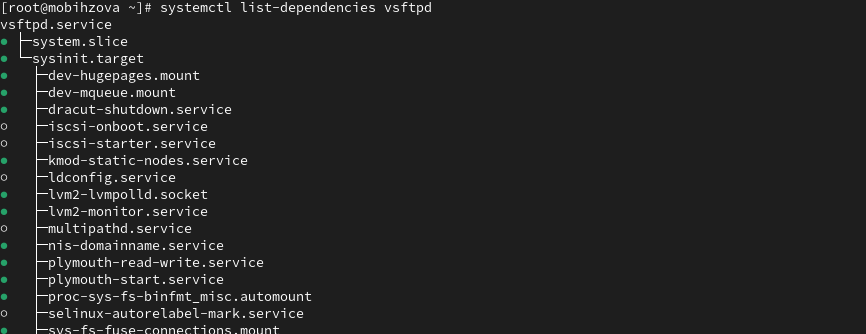 [root@mobihzova ~]# systemctl list-dependencies vsftpd
vsftpd.service
● ├─system.slice
● └─sysinit.target
●   ├─dev-hugepages.mount
●   ├─dev-mqueue.mount
●   ├─dracut-shutdown.service
○   ├─iscsi-onboot.service
○   ├─iscsi-starter.service
●   ├─kmod-static-nodes.service
○   ├─ldconfig.service
●   ├─lvm2-lvmpolld.socket
●   ├─lvm2-monitor.service
○   ├─multipathd.service
●   ├─nis-domainname.service
●   ├─plymouth-read-write.service
●   ├─plymouth-start.service
●   ├─proc-sys-fs-binfmt_misc.automount
○   ├─selinux-autorelabel-mark.service
●   ├─sys-fs-fuse-connections.mount